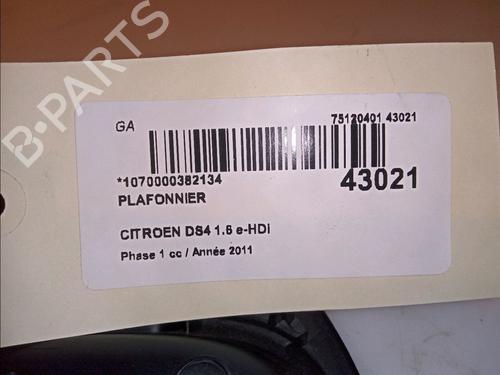 B-PARTS
GA
75120401 43021
*1070000382134
43021
PLAFONNIER
CITROEN DS4 1.6 e-HDi
Phase 1 cc / Année 2011